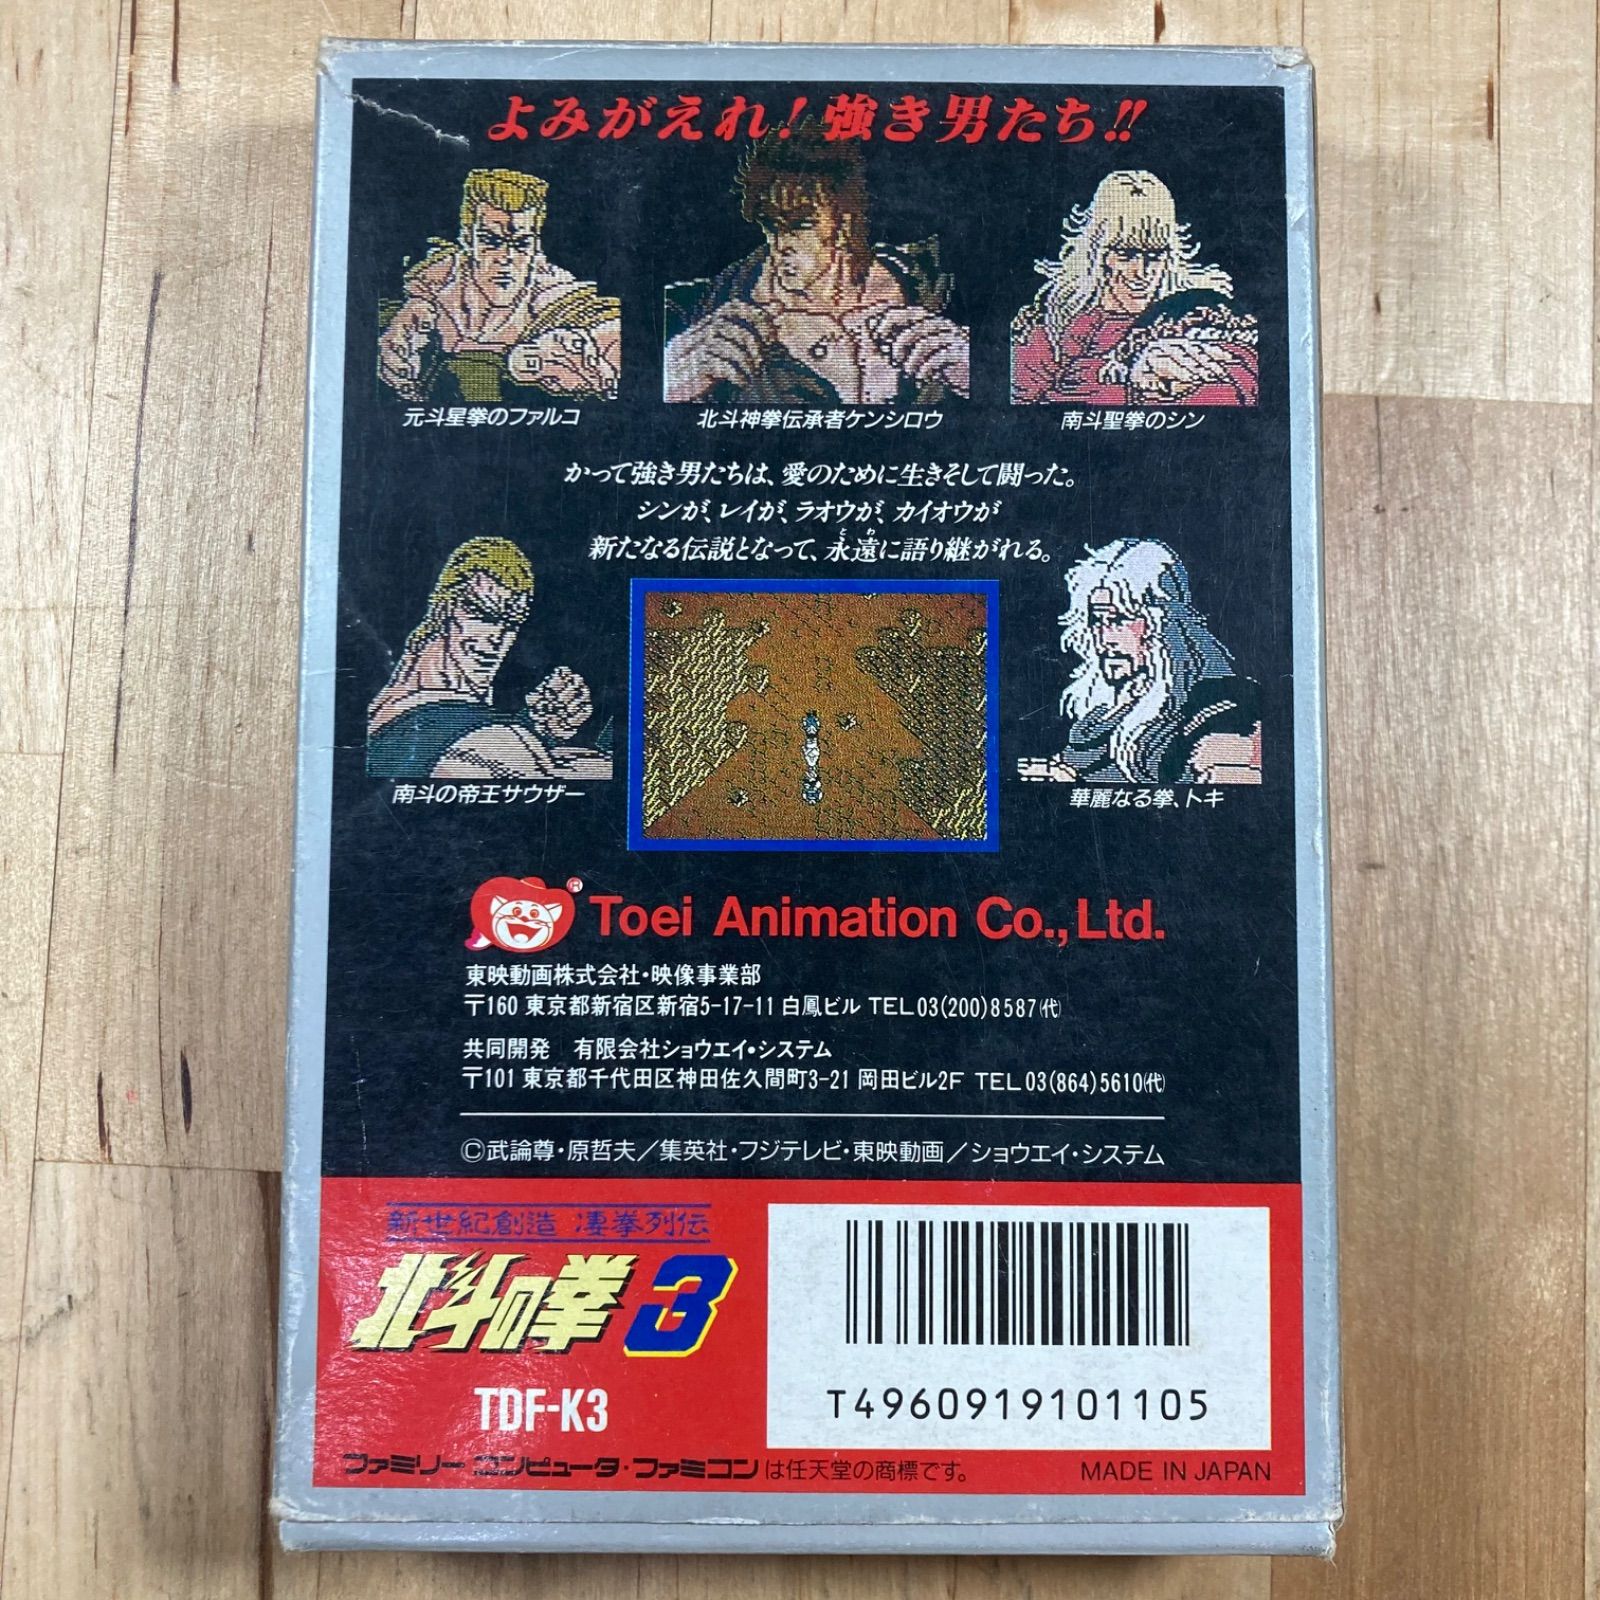 よみがえれ!強き男たち!!
元斗皇拳のファルコ
北斗神拳伝承者ケンシロウ
南斗聖拳のシン
かって強き男たちは、愛のために生きそして闘った。
シンが、レイが、ラオウが、カイオウが
新たなる伝説となって、永遠に語り継がれる。
とわ
南斗の帝王サウザー
華麗なる拳、トキ
® Toei Animation Co., Ltd.
東映動画株式会社・映像事業部
〒160 東京都新宿区新宿5-17-11 白鳳ビル TEL03(200)8587㈹
共同開発 有限会社ショウエイ・システム
〒101 東京都千代田区神田佐久間町3-21 岡田ビル2F TEL03(864)5610㈹
©武論尊・原哲夫/集英社・フジテレビ・東映動画/ショウエイ・システム
新世紀創造 凄拳列伝
北斗の拳3
TDF-K3
T4960919101105
ファミリーコンピュータ・ファミコンは任天堂の商標です。
MADE IN JAPAN